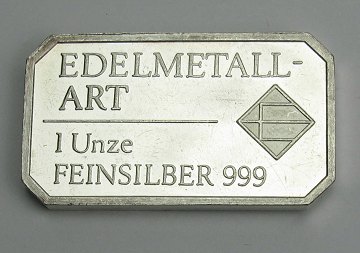 EDELMETALL-
ART
1 Unze
FEINSILBER 999